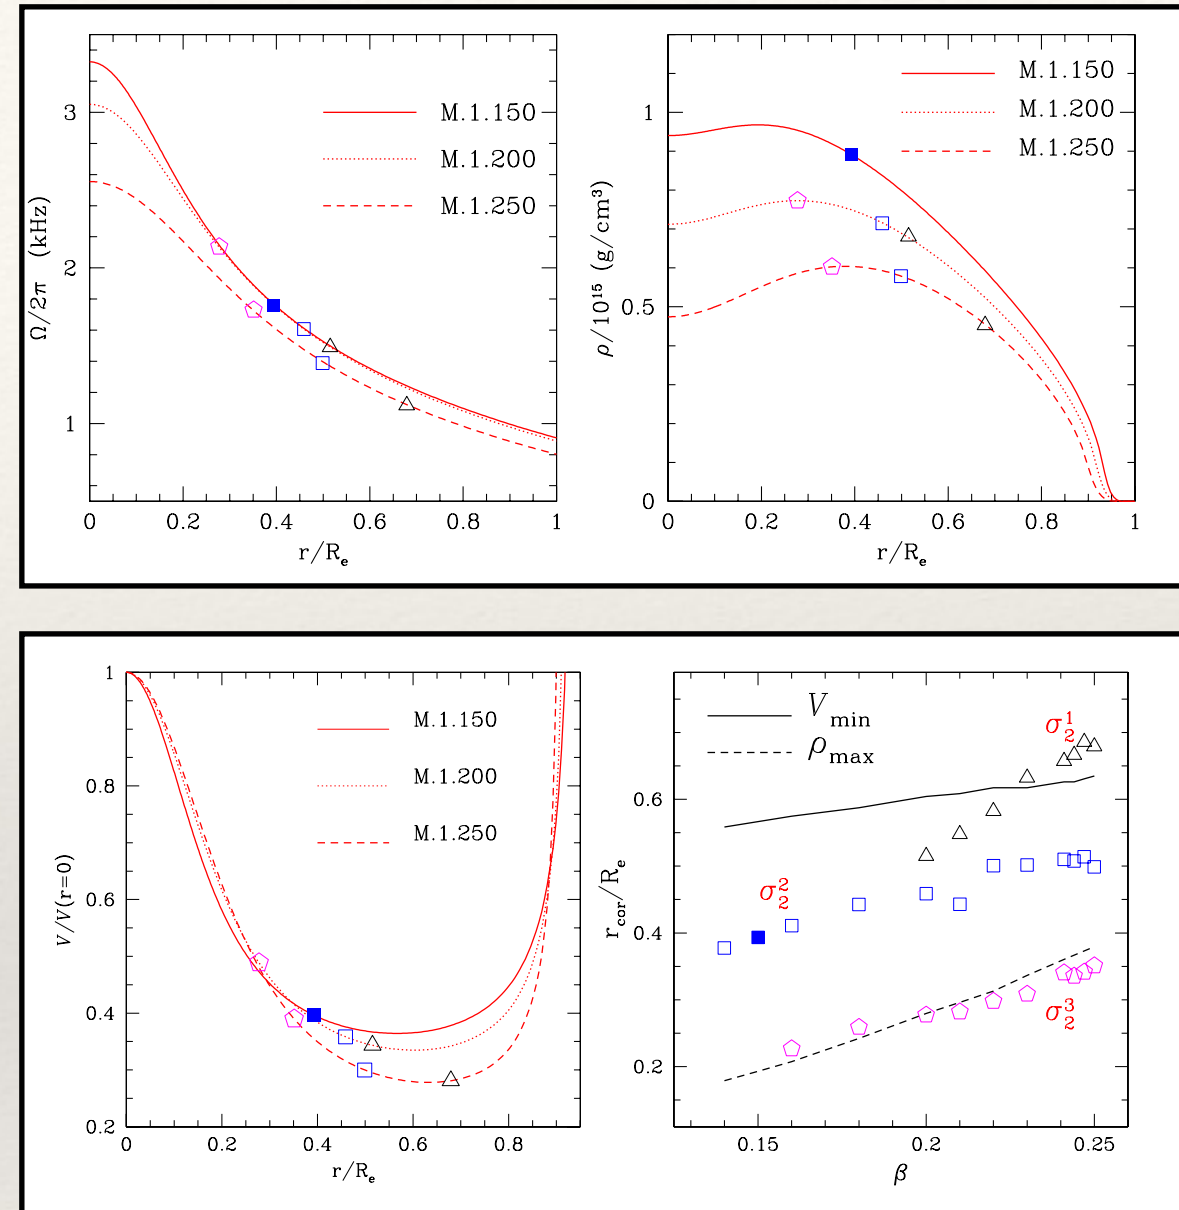 M.1.150
M.1.200
M.1.250
3
2
1
Ω/2π (kHz)
0 0.2 0.4 0.6 0.8 1
r/Rₑ
M.1.150
M.1.200
M.1.250
1
0.5
0
ρ/10¹⁵ (g/cm³)
0 0.2 0.4 0.6 0.8 1
r/Rₑ
1
0.8
0.6
0.4
0.2
V/V(r=0)
M.1.150
M.1.200
M.1.250
0 0.2 0.4 0.6 0.8
r/Rₑ
V_min
ρ_max
σ₂¹
σ₂²
σ₂³
0.6
0.4
0.2
r_cor/Rₑ
0.15 0.2 0.25
β